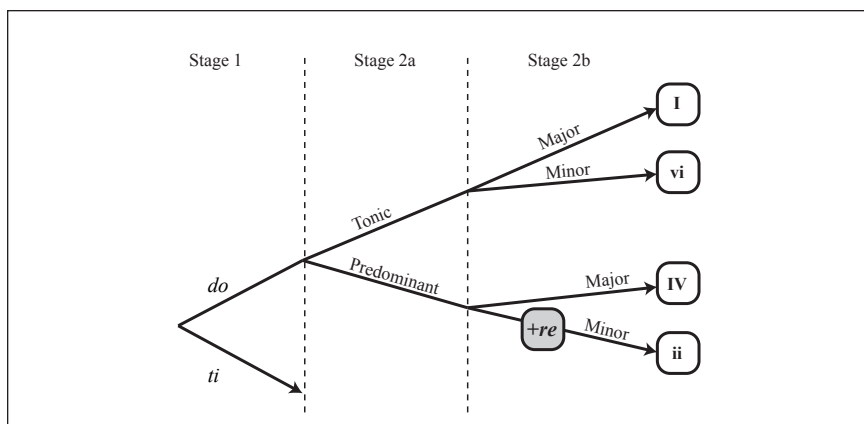 Stage 1
Stage 2a
Stage 2b
I
Major
Minor
vi
Tonic
do
Predominant
Major
IV
+re
Minor
ii
ti